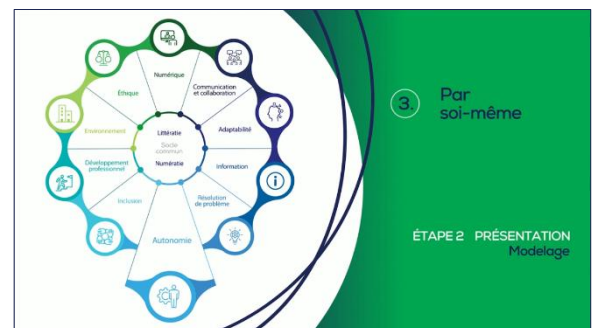 Numérique
Éthique
Communication
et collaboration
Environnement
Littératie
Adaptabilité
Socle
commun
Développement
professionnel
Numératie
Information
Inclusion
Résolution
de problème
Autonomie
3.
Par
soi-même
ÉTAPE 2 PRÉSENTATION
Modelage